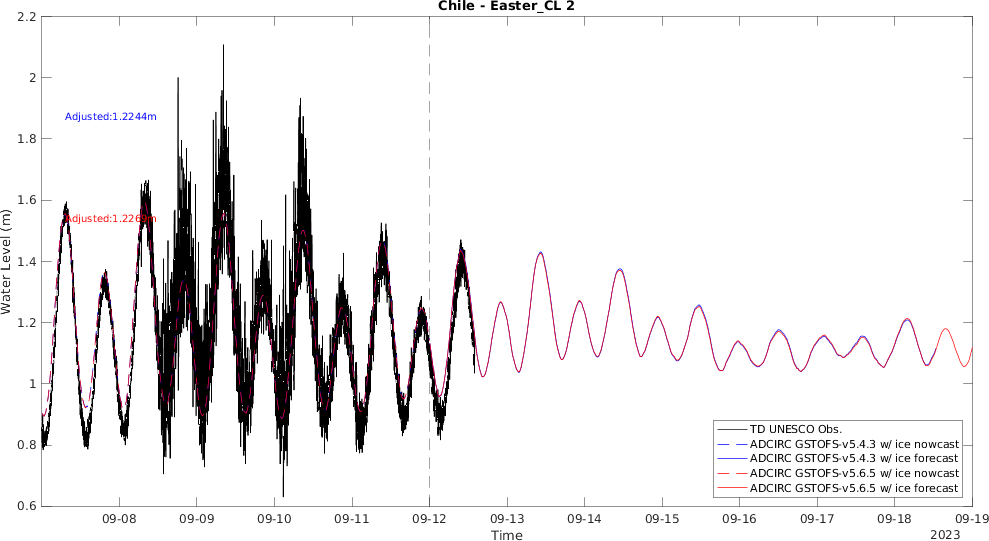 Chile - Easter_CL 2
2.2
2
1.8
1.6
1.4
1.2
1
0.8
0.6
Water Level (m)
Adjusted:1.2244m
TD UNESCO Obs.
ADCIRC GSTOFS-v5.4.3 w/ ice nowcast
ADCIRC GSTOFS-v5.4.3 w/ ice forecast
ADCIRC GSTOFS-v5.6.5 w/ ice nowcast
ADCIRC GSTOFS-v5.6.5 w/ ice forecast
09-08 09-09 09-10 09-11 09-12 09-13 09-14 09-15 09-16 09-17 09-18 09-19
Time
2023